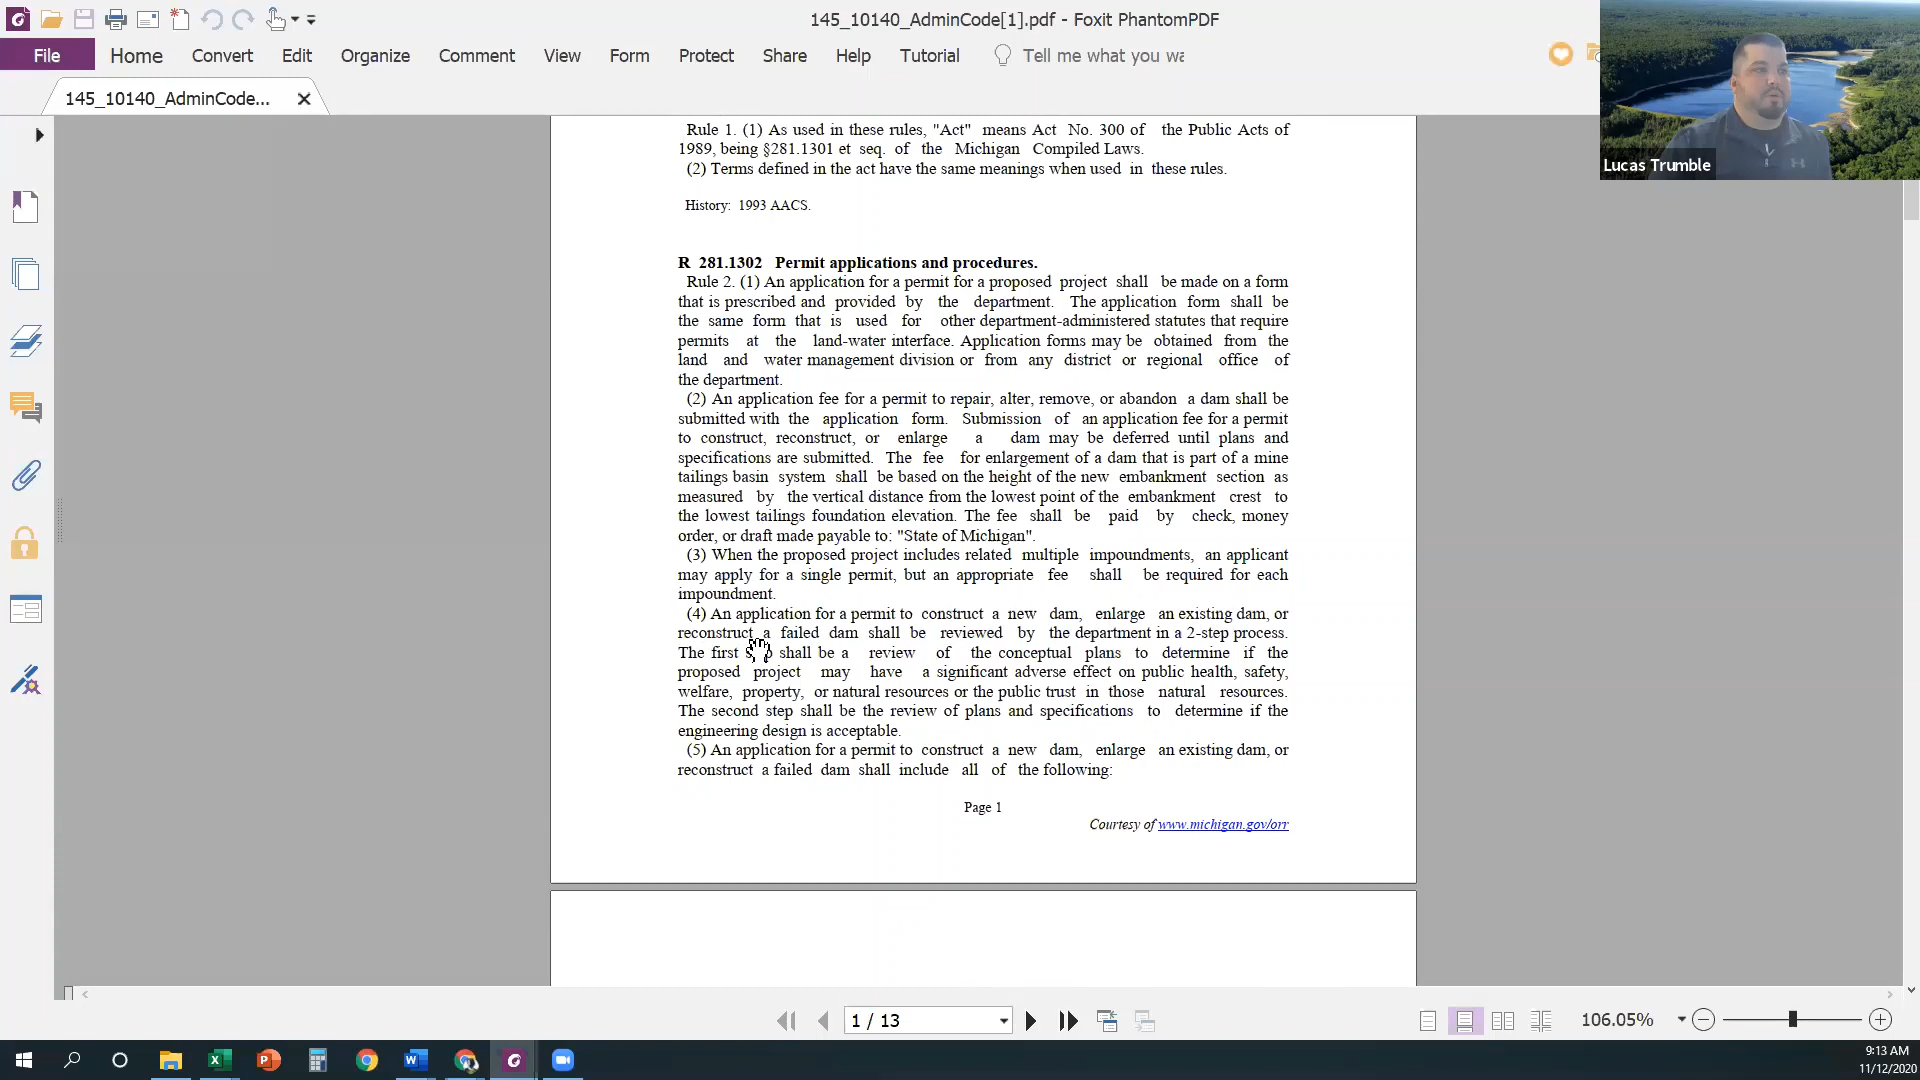 145_10140_AdminCode[1].pdf - Foxit PhantomPDF
File Home Convert Edit Organize Comment View Form Protect Share Help Tutorial Tell me what you wa
145_10140_AdminCode...
Lucas Trumble
Rule 1. (1) As used in these rules, "Act" means Act No. 300 of the Public Acts of
1989, being §281.1301 et seq. of the Michigan Compiled Laws.
(2) Terms defined in the act have the same meanings when used in these rules.
History: 1993 AACS.
R 281.1302 Permit applications and procedures.
Rule 2. (1) An application for a permit for a proposed project shall be made on a form
that is prescribed and provided by the department. The application form shall be
the same form that is used for other department-administered statutes that require
permits at the land-water interface. Application forms may be obtained from the
land and water management division or from any district or regional office of
the department.
(2) An application fee for a permit to repair, alter, remove, or abandon a dam shall be
submitted with the application form. Submission of an application fee for a permit
to construct, reconstruct, or enlarge a dam may be deferred until plans and
specifications are submitted. The fee for enlargement of a dam that is part of a mine
tailings basin system shall be based on the height of the new embankment section as
measured by the vertical distance from the lowest point of the embankment crest to
the lowest tailings foundation elevation. The fee shall be paid by check, money
order, or draft made payable to: "State of Michigan".
(3) When the proposed project includes related multiple impoundments, an applicant
may apply for a single permit, but an appropriate fee shall be required for each
impoundment.
(4) An application for a permit to construct a new dam, enlarge an existing dam, or
reconstruct a failed dam shall be reviewed by the department in a 2-step process.
The first step shall be a review of the conceptual plans to determine if the
proposed project may have a significant adverse effect on public health, safety,
welfare, property, or natural resources or the public trust in those natural resources.
The second step shall be the review of plans and specifications to determine if the
engineering design is acceptable.
(5) An application for a permit to construct a new dam, enlarge an existing dam, or
reconstruct a failed dam shall include all of the following:
Page 1
Courtesy of www.michigan.gov/orr
1 / 13
106.05%
9:13 AM
11/12/2020